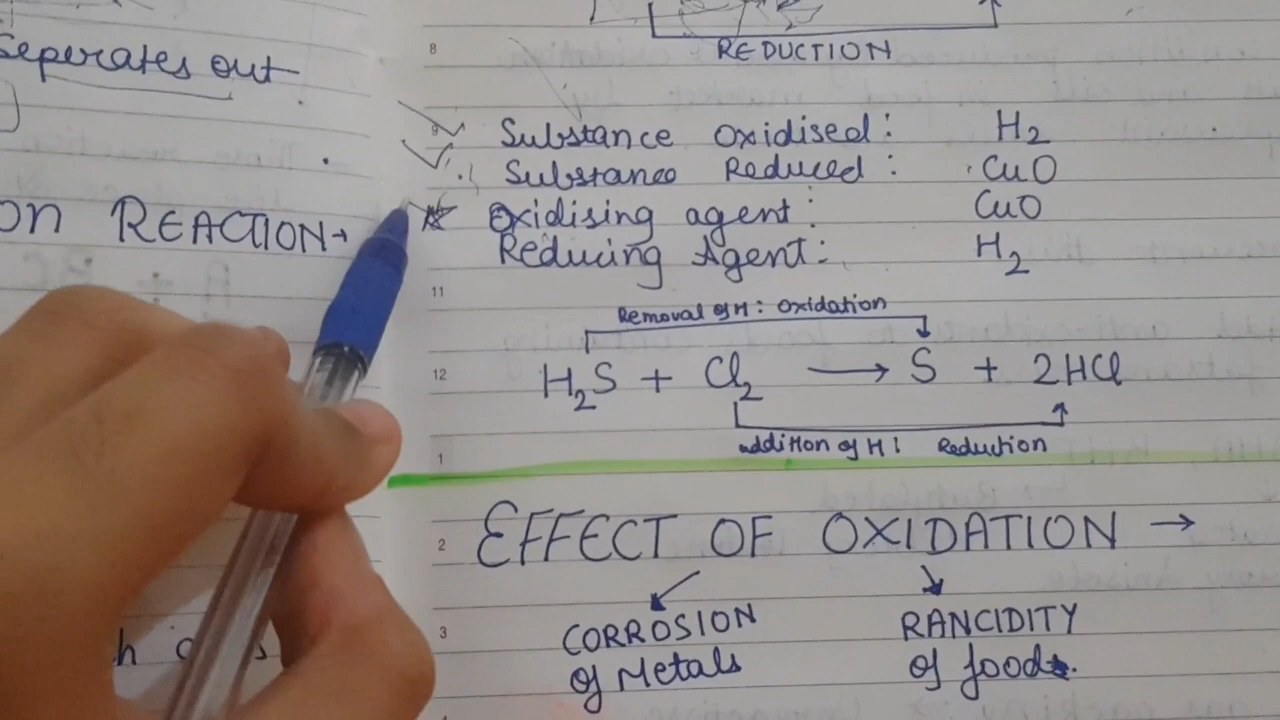 Seperates out
ON REACTION→
8
REDUCTION
9
Substance Oxidised: H2
Substance Reduced: CuO
Oxidising agent: CuO
Reducing Agent: H2
11
Removal of H: Oxidation
12
H2S + Cl2 → S + 2HCl
addition of H: Reduction
1
2
EFFECT OF OXIDATION →
3
CORROSION
of Metals
RANCIDITY
of food.